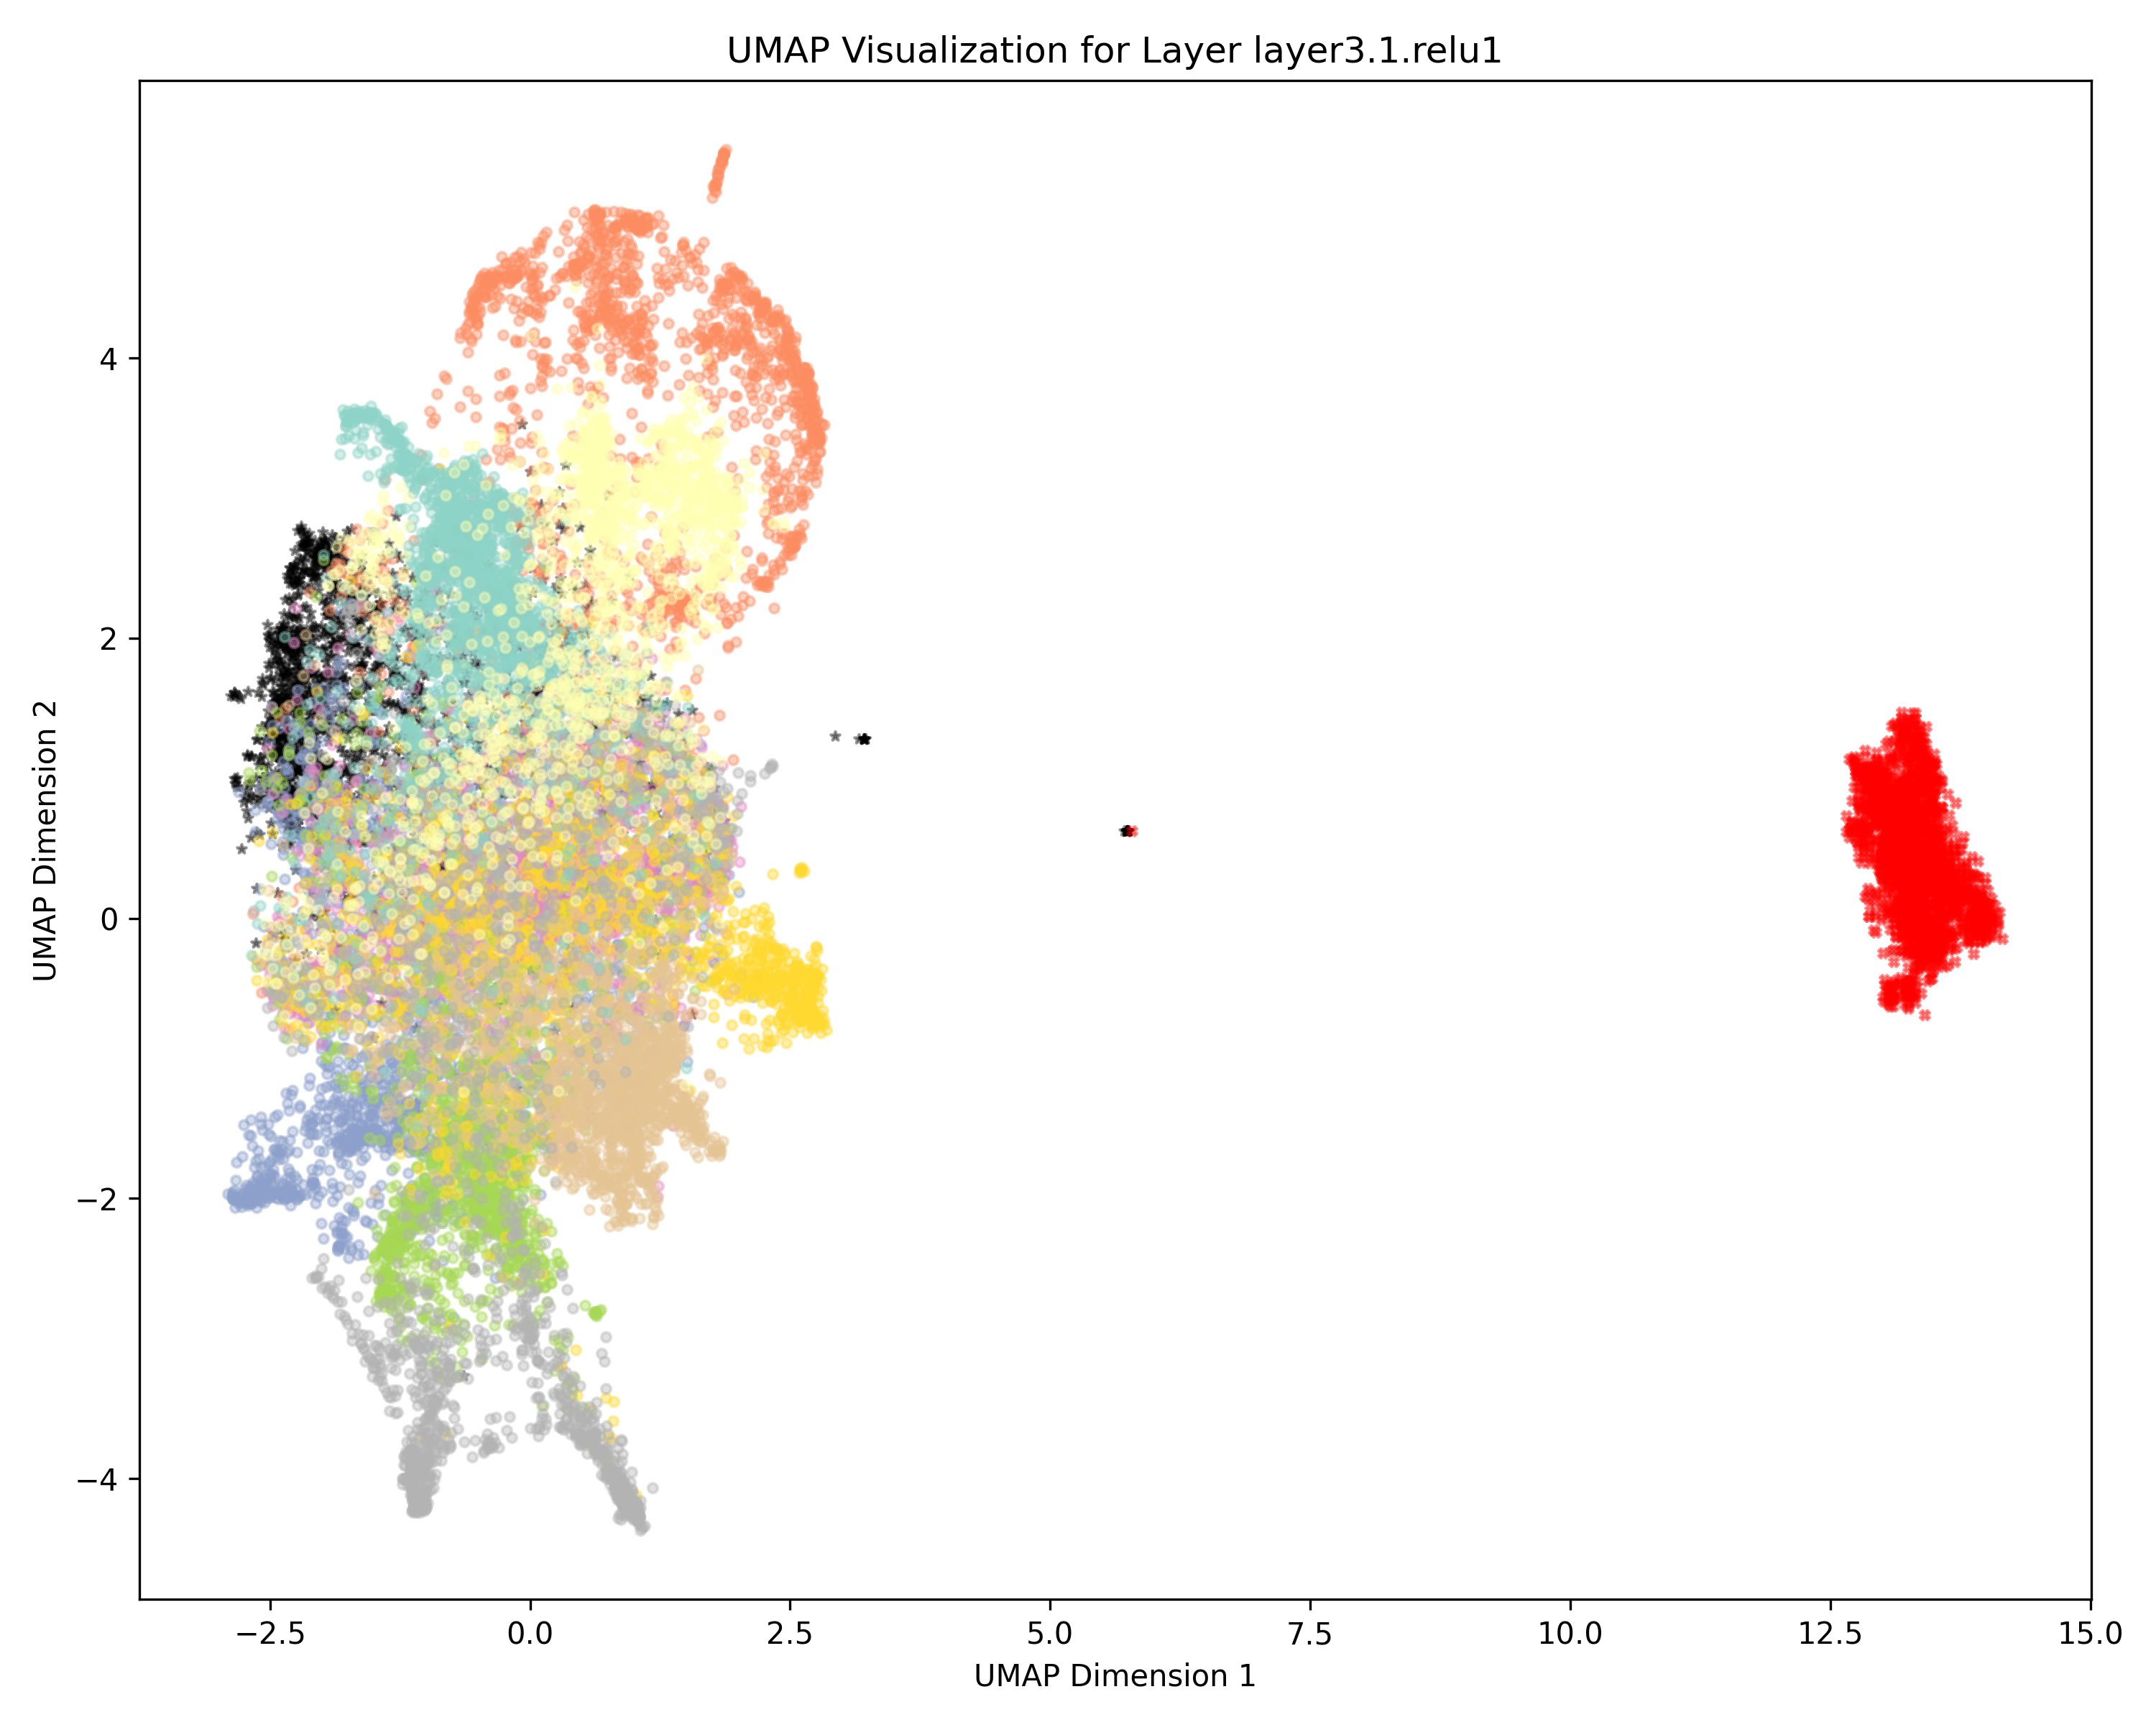 UMAP Visualization for Layer layer3.1.relu1
UMAP Dimension 2
4
2
0
−2
−4
−2.5 0.0 2.5 5.0 7.5 10.0 12.5 15.0
UMAP Dimension 1